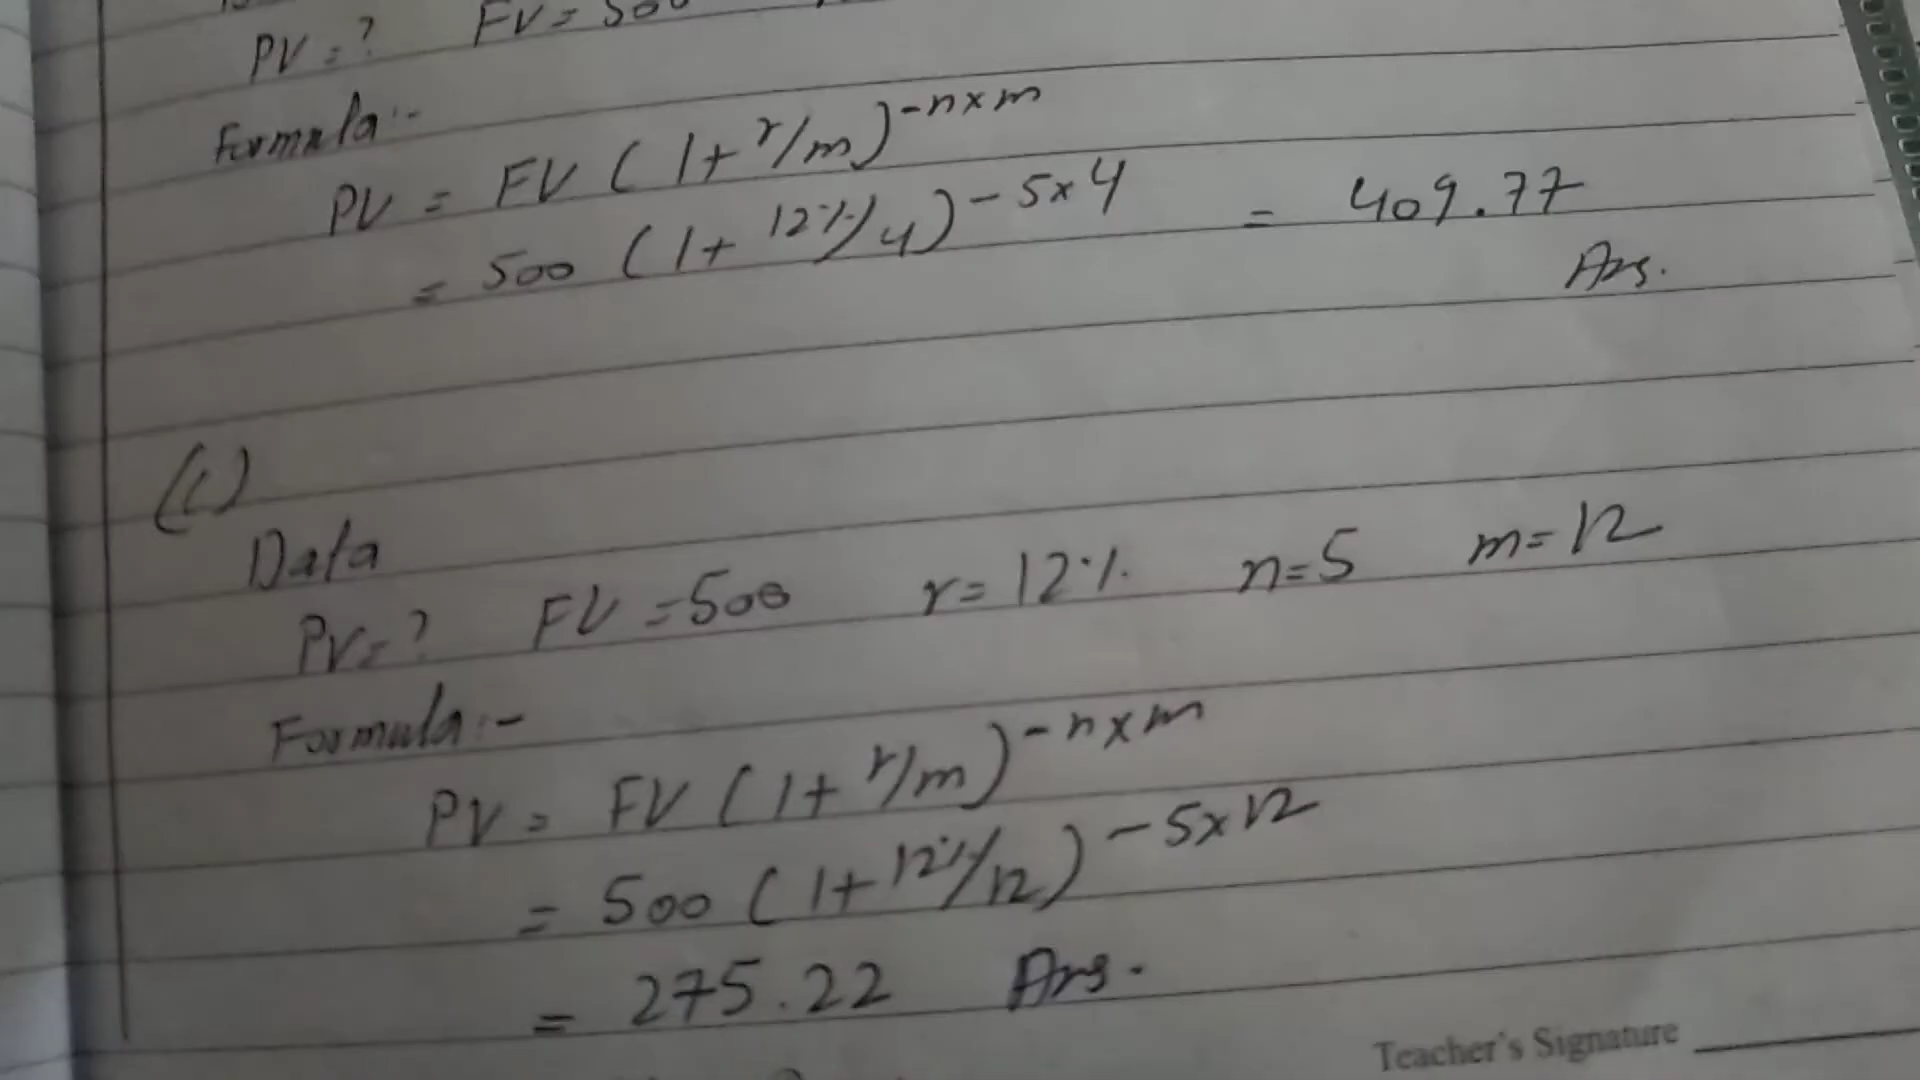 PV = ? FV = 500
Formula:-
PV = FV ( 1 + r/m )^-n×m
= 500 ( 1 + 12%/4 )^-5×4 = 409.77
Ans.
(c)
Data
PV = ? FV = 500 r = 12% n = 5 m = 12
Formula:-
PV = FV ( 1 + r/m )^-n×m
= 500 ( 1 + 12%/12 )^-5×12
= 275.22 Ans.
Teacher's Signature